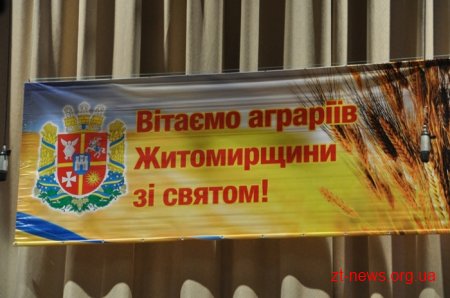 Вітаємо аграріїв
Житомирщини
зі святом!
zt-news.org.ua